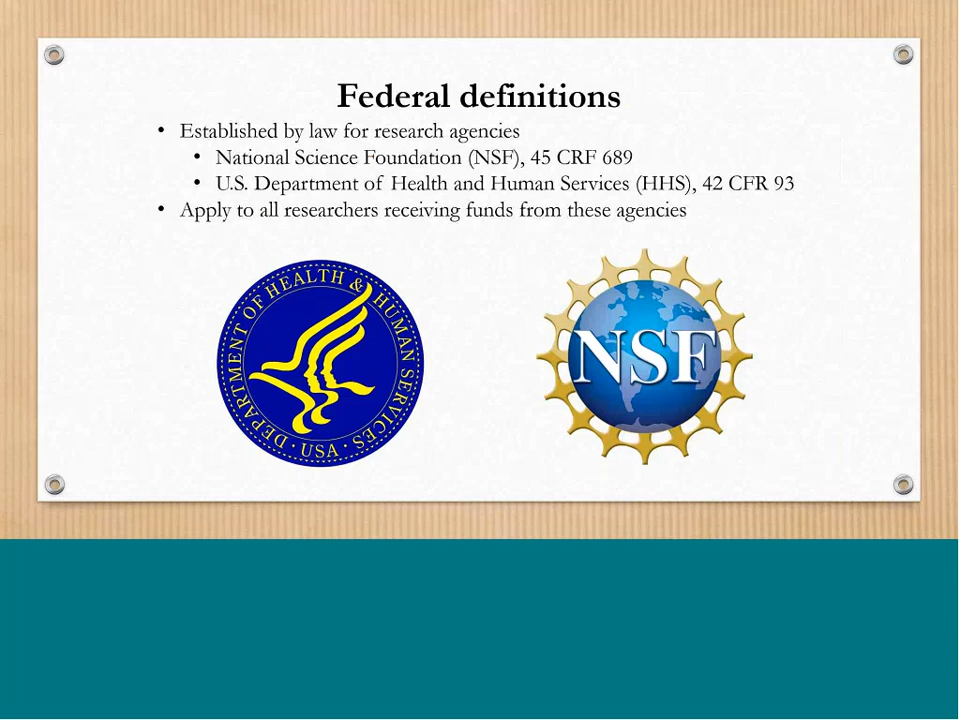 Federal definitions
• Established by law for research agencies
• National Science Foundation (NSF), 45 CRF 689
• U.S. Department of Health and Human Services (HHS), 42 CFR 93
• Apply to all researchers receiving funds from these agencies
DEPARTMENT OF HEALTH & HUMAN SERVICES · USA ·
NSF